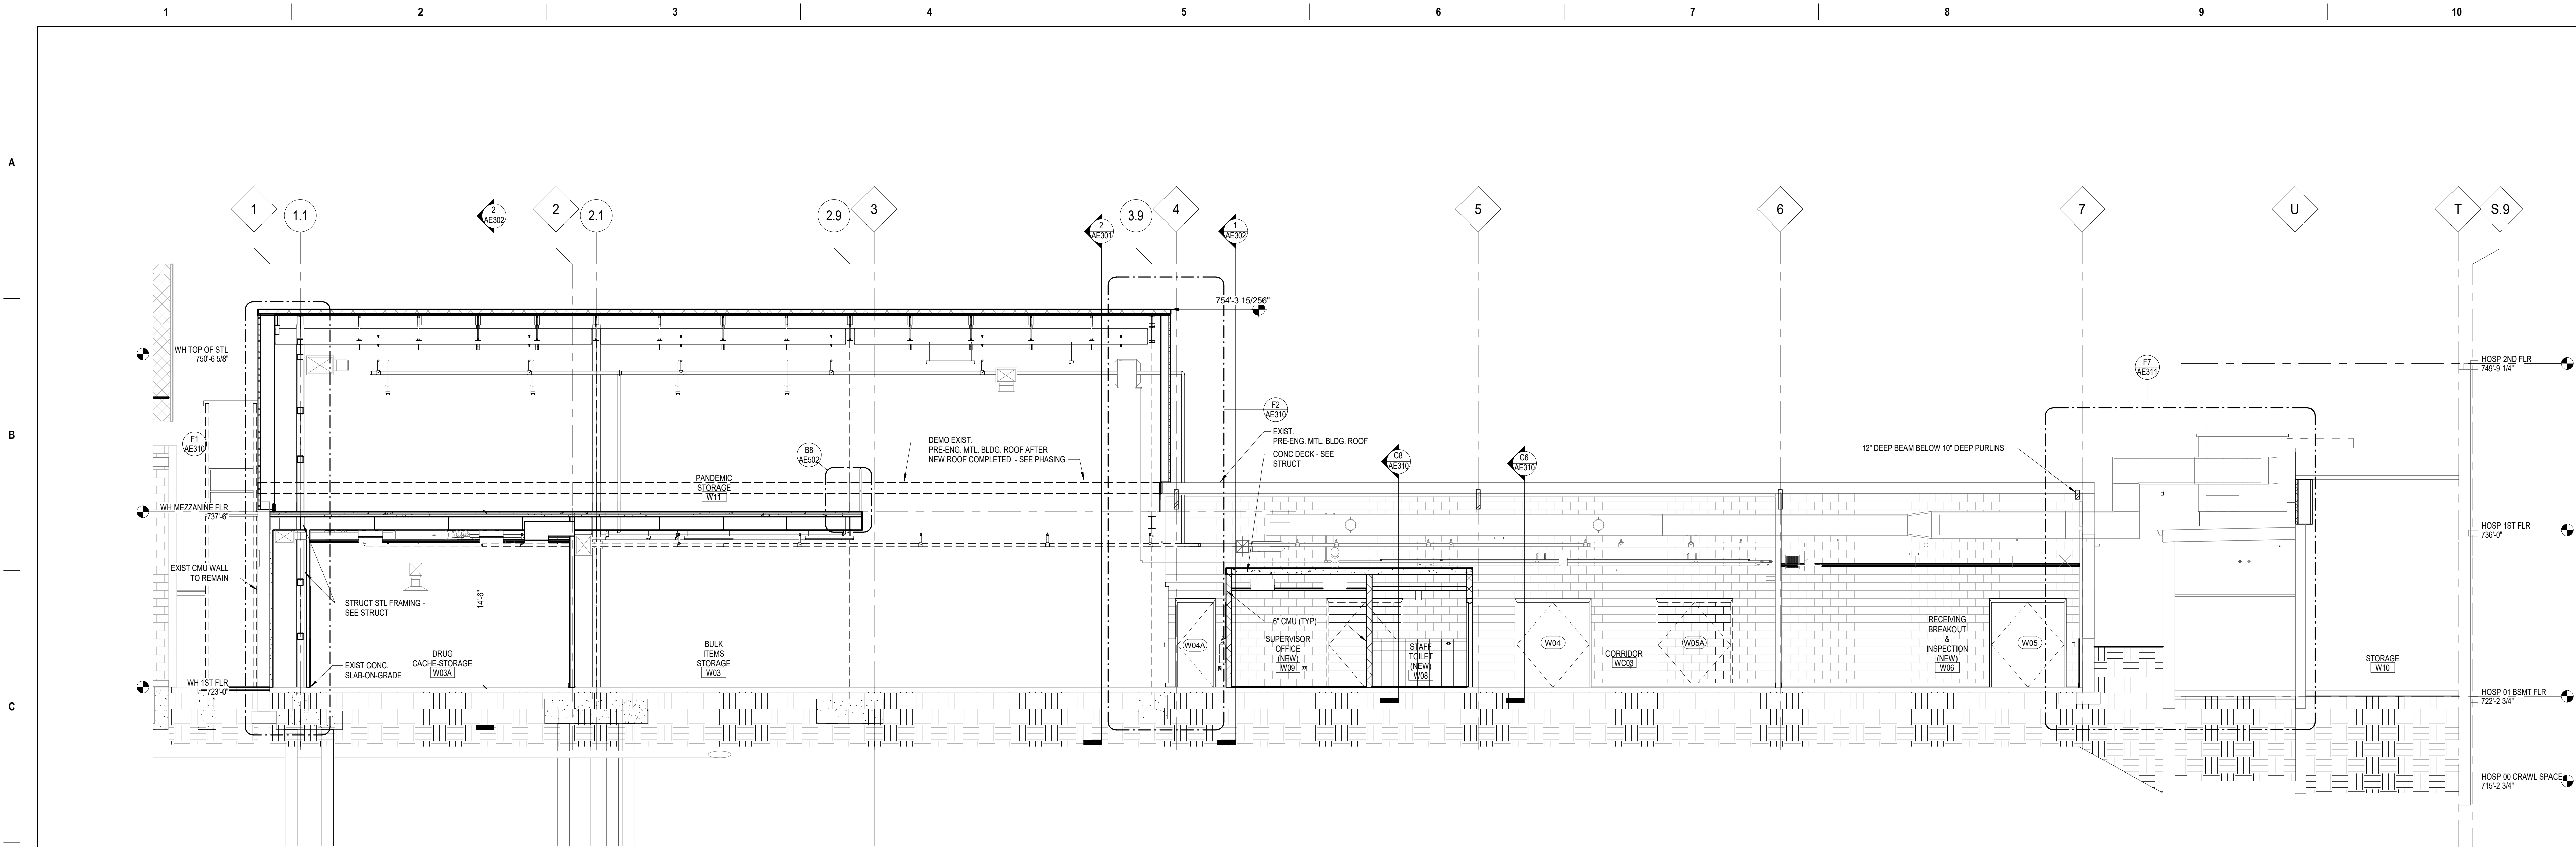 1 2 3 4 5 6 7 8 9 10
A
1 1.1 2 2.1 2.9 3 3.9 4 5 6 7 U T S.9
2
AE302
2
AE301
1
AE302
754'-3 15/256"
WH TOP OF STL
750'-6 5/8"
HOSP 2ND FLR
749'-9 1/4"
F7
AE311
F2
AE310
B
F1
AE310
B8
AE502
DEMO EXIST.
PRE-ENG. MTL. BLDG. ROOF AFTER
NEW ROOF COMPLETED - SEE PHASING
EXIST.
PRE-ENG. MTL. BLDG. ROOF
CONC DECK - SEE
STRUCT
C8
AE310
C6
AE310
12" DEEP BEAM BELOW 10" DEEP PURLINS
PANDEMIC
STORAGE
W11
WH MEZZANINE FLR
737'-6"
HOSP 1ST FLR
736'-0"
EXIST CMU WALL
TO REMAIN
STRUCT STL FRAMING -
SEE STRUCT
14'-6"
6" CMU (TYP)
DRUG
CACHE-STORAGE
W03A
BULK
ITEMS
STORAGE
W03
W04A
SUPERVISOR
OFFICE
(NEW)
W09
STAFF
TOILET
(NEW)
W08
W04
CORRIDOR
WC03
W05A
RECEIVING
BREAKOUT
&
INSPECTION
(NEW)
W06
W05
STORAGE
W10
EXIST CONC.
SLAB-ON-GRADE
WH 1ST FLR
723'-0"
HOSP 01 BSMT FLR
722'-2 3/4"
C
HOSP 00 CRAWL SPACE
715'-2 3/4"